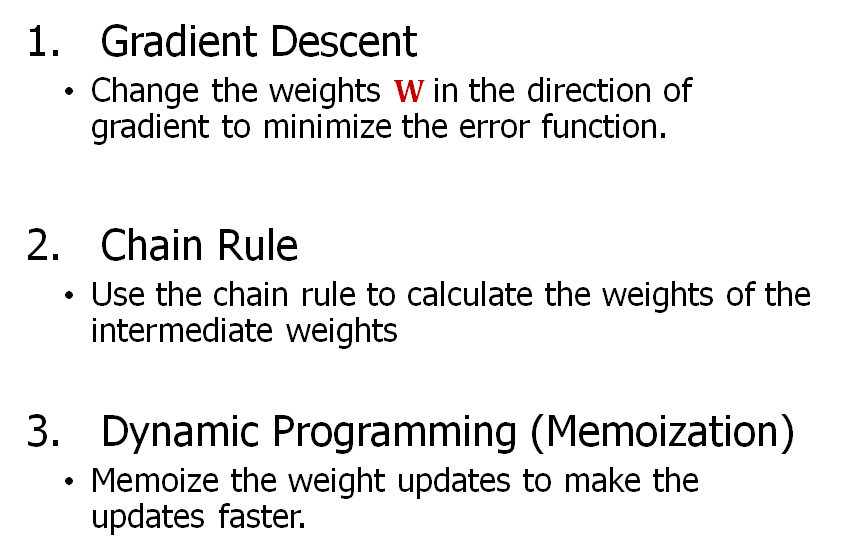 1. Gradient Descent
• Change the weights W in the direction of
gradient to minimize the error function.
2. Chain Rule
• Use the chain rule to calculate the weights of the
intermediate weights
3. Dynamic Programming (Memoization)
• Memoize the weight updates to make the
updates faster.